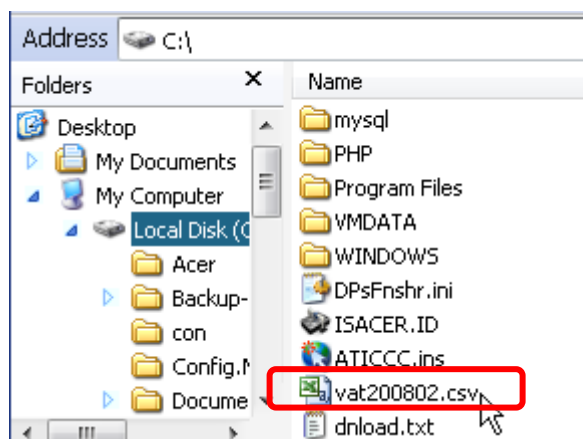 Address C:\
Folders X
Desktop
My Documents
My Computer
Local Disk (C
Acer
Backup-
con
Config.M
Docume
Name
mysql
PHP
Program Files
VMDATA
WINDOWS
DPsFnshr.ini
ISACER.ID
ATICCC.ins
vat200802.csv
dnload.txt